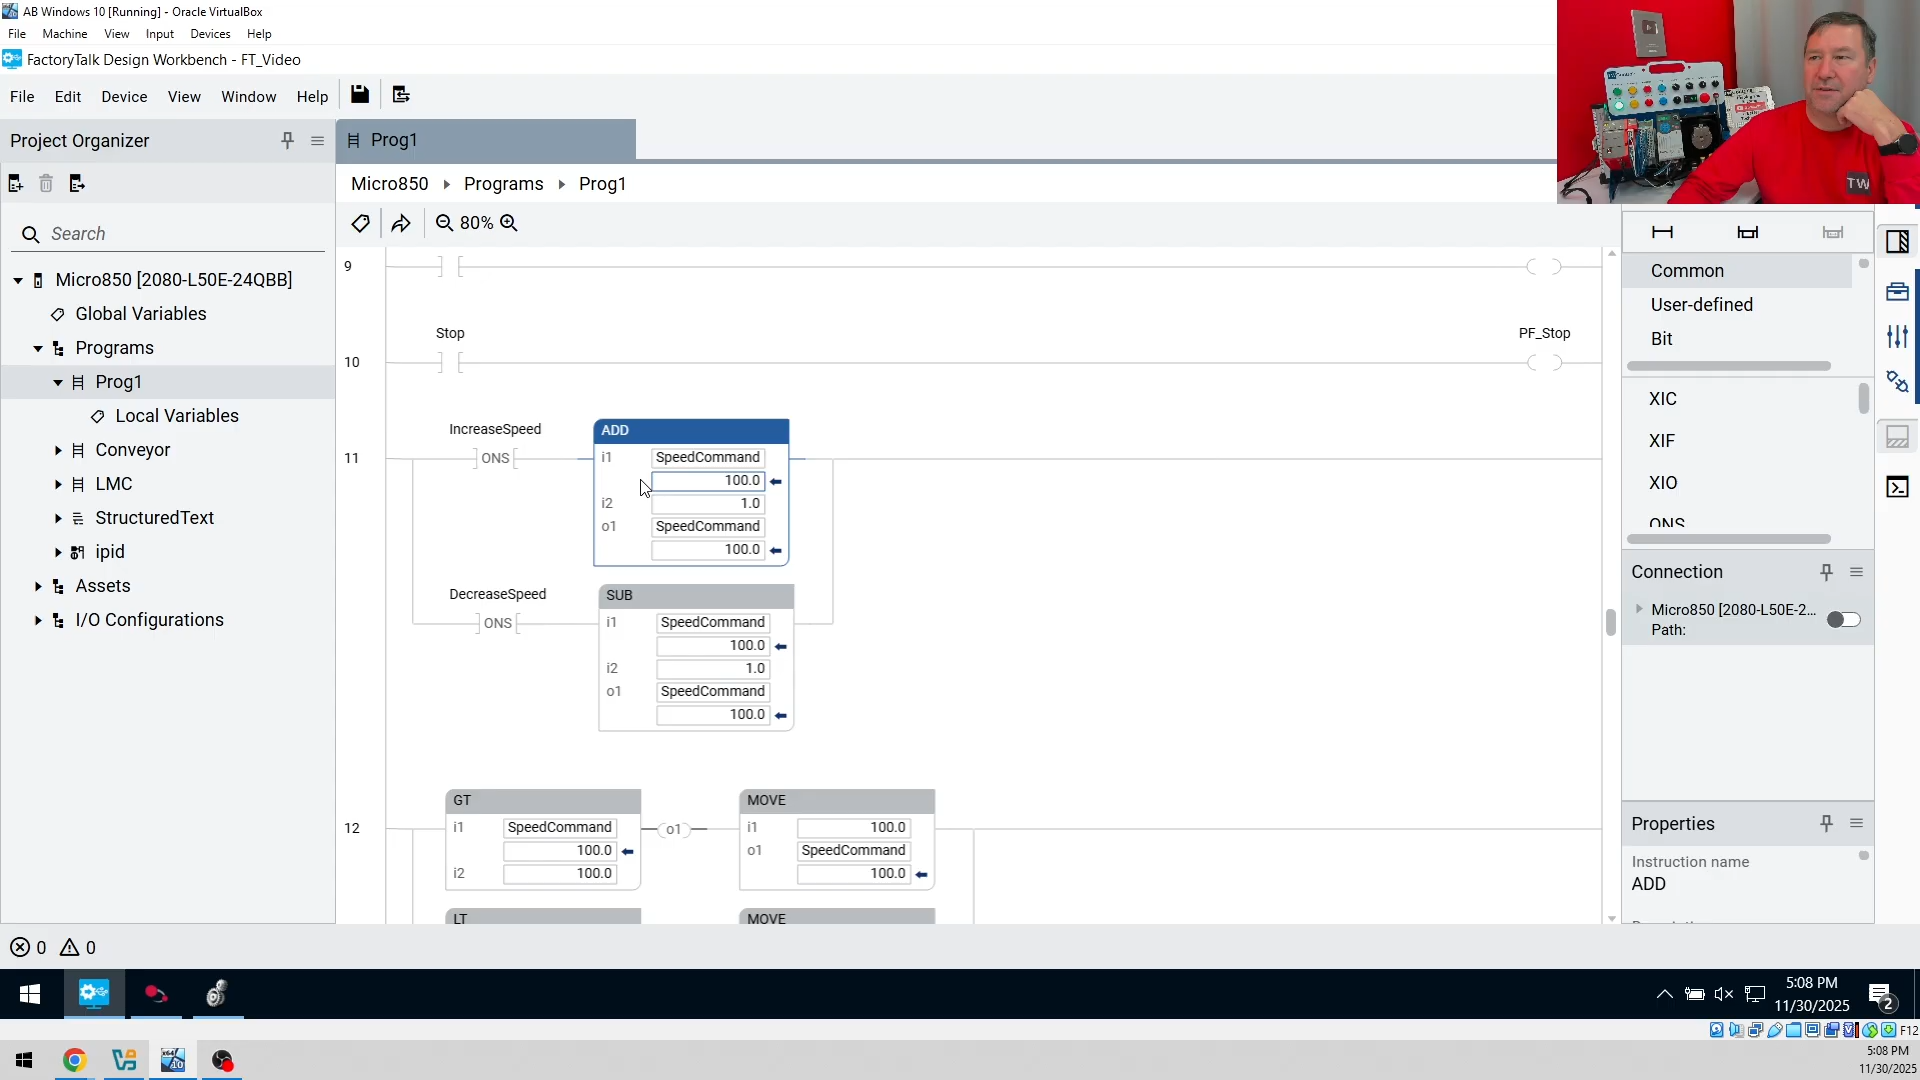 AB Windows 10 [Running] - Oracle VirtualBox
File Machine View Input Devices Help
FactoryTalk Design Workbench - FT_Video
File Edit Device View Window Help
Project Organizer
Prog1
Micro850 Programs Prog1
80%
Search
Micro850 [2080-L50E-24QBB]
Global Variables
Programs
Prog1
Local Variables
Conveyor
LMC
StructuredText
ipid
Assets
I/O Configurations
9
Stop
PF_Stop
10
IncreaseSpeed
ADD
11
ONS
i1 SpeedCommand
100.0
i2 1.0
o1 SpeedCommand
100.0
DecreaseSpeed
SUB
ONS
i1 SpeedCommand
100.0
i2 1.0
o1 SpeedCommand
100.0
12
GT
i1 SpeedCommand
100.0
i2 100.0
o1
MOVE
i1 100.0
o1 SpeedCommand
100.0
LT
MOVE
Common
User-defined
Bit
XIC
XIF
XIO
ONS
Connection
Micro850 [2080-L50E-2...
Path:
Properties
Instruction name
ADD
TW
0 0
5:08 PM
11/30/2025
2
F12
5:08 PM
11/30/2025